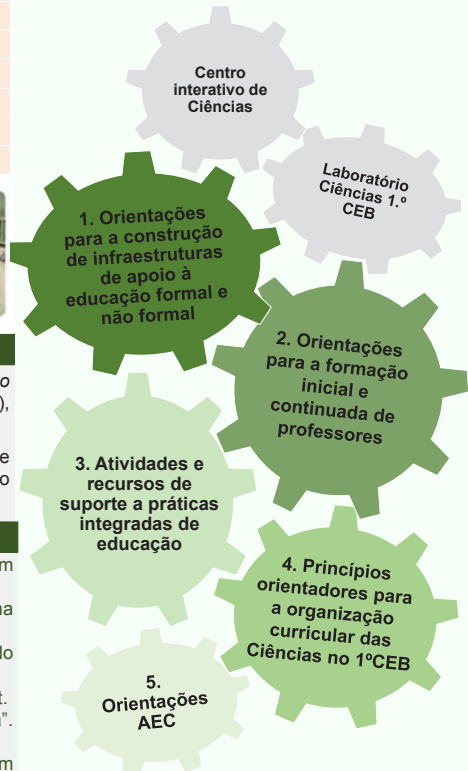 Centro
interativo de
Ciências
Laboratório
Ciências 1.º
CEB
1. Orientações
para a construção
de infraestruturas
de apoio à
educação formal e
não formal
2. Orientações
para a formação
inicial e
continuada de
professores
3. Atividades e
recursos de
suporte a práticas
integradas de
educação
4. Princípios
orientadores para
a organização
curricular das
Ciências no 1ºCEB
5.
Orientações
AEC
o
),
e
o
m
na
lo
t.
”.
m